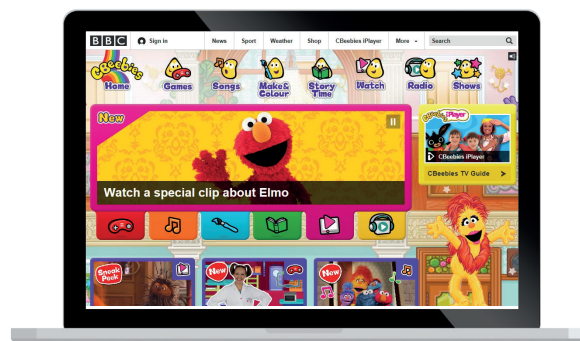 BBC Sign in News Sport Weather Shop CBeebies iPlayer More Search
CBeebies
Home Games Songs Make& Colour Story Time Watch Radio Shows
New
Watch a special clip about Elmo
CBeebies iPlayer
CBeebies iPlayer
CBeebies TV Guide >
Sneak Peek
New
New